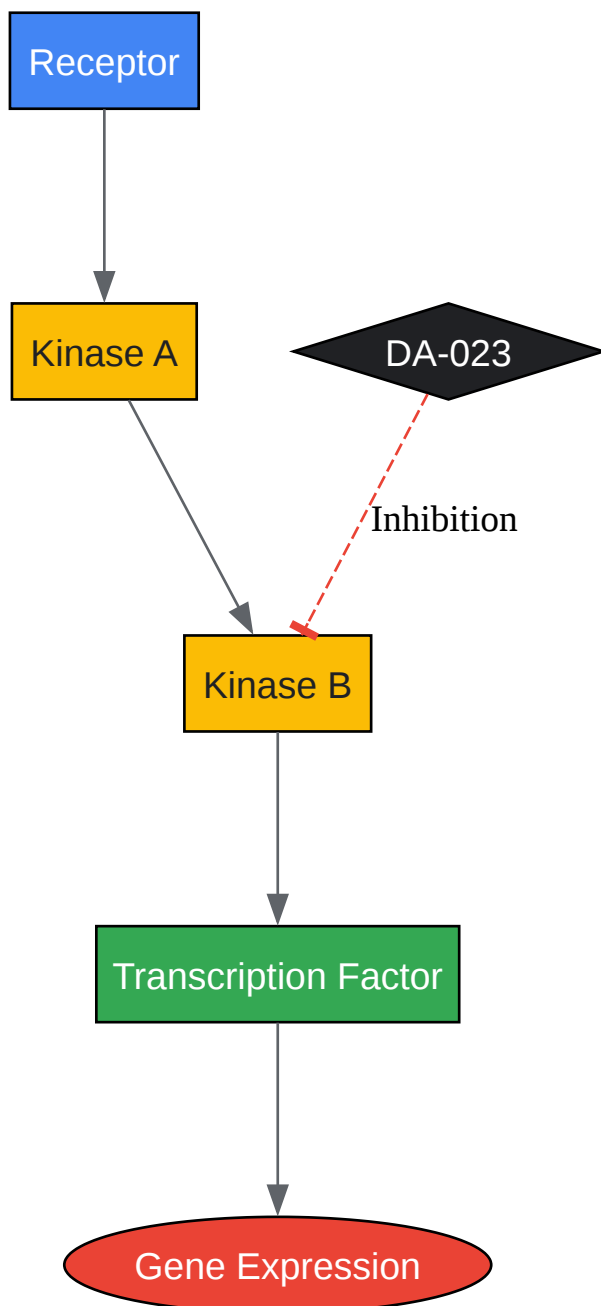 Receptor
Kinase A
DA-023
Inhibition
Kinase B
Transcription Factor
Gene Expression